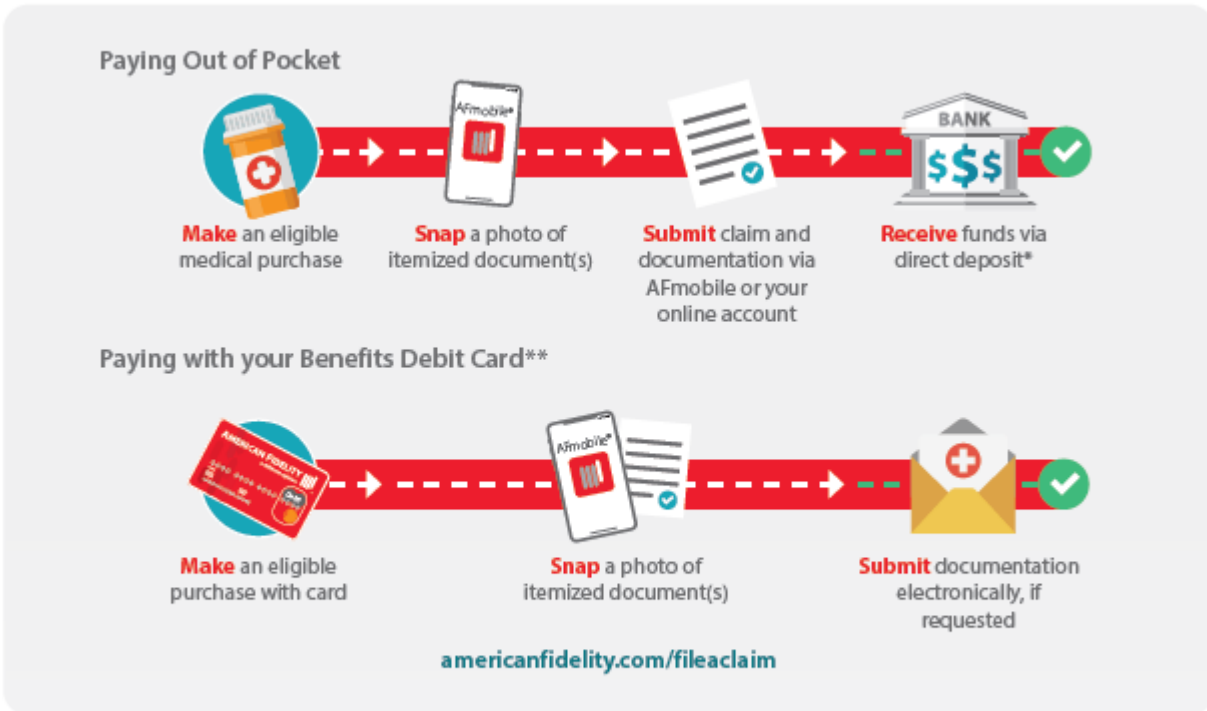 Paying Out of Pocket
AFmobile®
BANK
$$$
Make an eligible
medical purchase
Snap a photo of
itemized document(s)
Submit claim and
documentation via
AFmobile or your
online account
Receive funds via
direct deposit*
Paying with your Benefits Debit Card**
AMERICAN FIDELITY
AFmobile®
Make an eligible
purchase with card
Snap a photo of
itemized document(s)
Submit documentation
electronically, if
requested
americanfidelity.com/fileaclaim